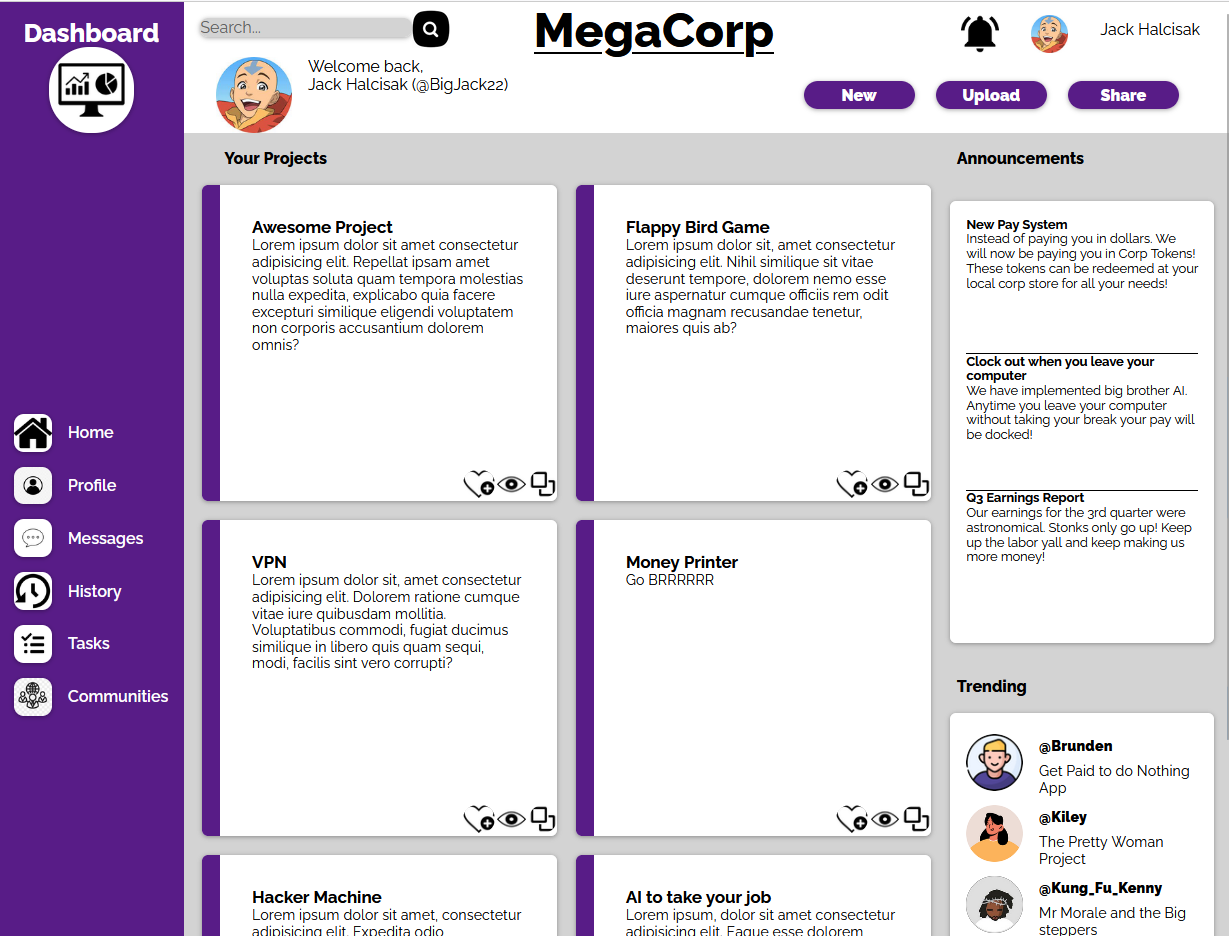 Dashboard
Search...
MegaCorp
Jack Halcisak
Welcome back,
Jack Halcisak (@BigJack22)
New
Upload
Share
Home
Profile
Messages
History
Tasks
Communities
Your Projects
Awesome Project
Lorem ipsum dolor sit amet consectetur
adipisicing elit. Repellat ipsam amet
voluptas soluta quam tempora molestias
nulla expedita, explicabo quia facere
excepturi similique eligendi voluptatem
non corporis accusantium dolorem
omnis?
Flappy Bird Game
Lorem ipsum dolor sit, amet consectetur
adipisicing elit. Nihil similique sit vitae
deserunt tempore, dolorem nemo esse
iure aspernatur cumque officiis rem odit
officia magnam recusandae tenetur,
maiores quis ab?
VPN
Lorem ipsum dolor sit, amet consectetur
adipisicing elit. Dolorem ratione cumque
vitae iure quibusdam mollitia.
Voluptatibus commodi, fugiat ducimus
similique in libero quis quam sequi,
modi, facilis sint vero corrupti?
Money Printer
Go BRRRRRR
Hacker Machine
Lorem ipsum dolor sit amet, consectetur
adipisicing elit. Expedita odio
AI to take your job
Lorem ipsum, dolor sit amet consectetur
adipisicing elit. Eaque esse dolorem
Announcements
New Pay System
Instead of paying you in dollars. We
will now be paying you in Corp Tokens!
These tokens can be redeemed at your
local corp store for all your needs!
Clock out when you leave your
computer
We have implemented big brother AI.
Anytime you leave your computer
without taking your break your pay will
be docked!
Q3 Earnings Report
Our earnings for the 3rd quarter were
astronomical. Stonks only go up! Keep
up the labor yall and keep making us
more money!
Trending
@Brunden
Get Paid to do Nothing
App
@Kiley
The Pretty Woman
Project
@Kung_Fu_Kenny
Mr Morale and the Big
steppers